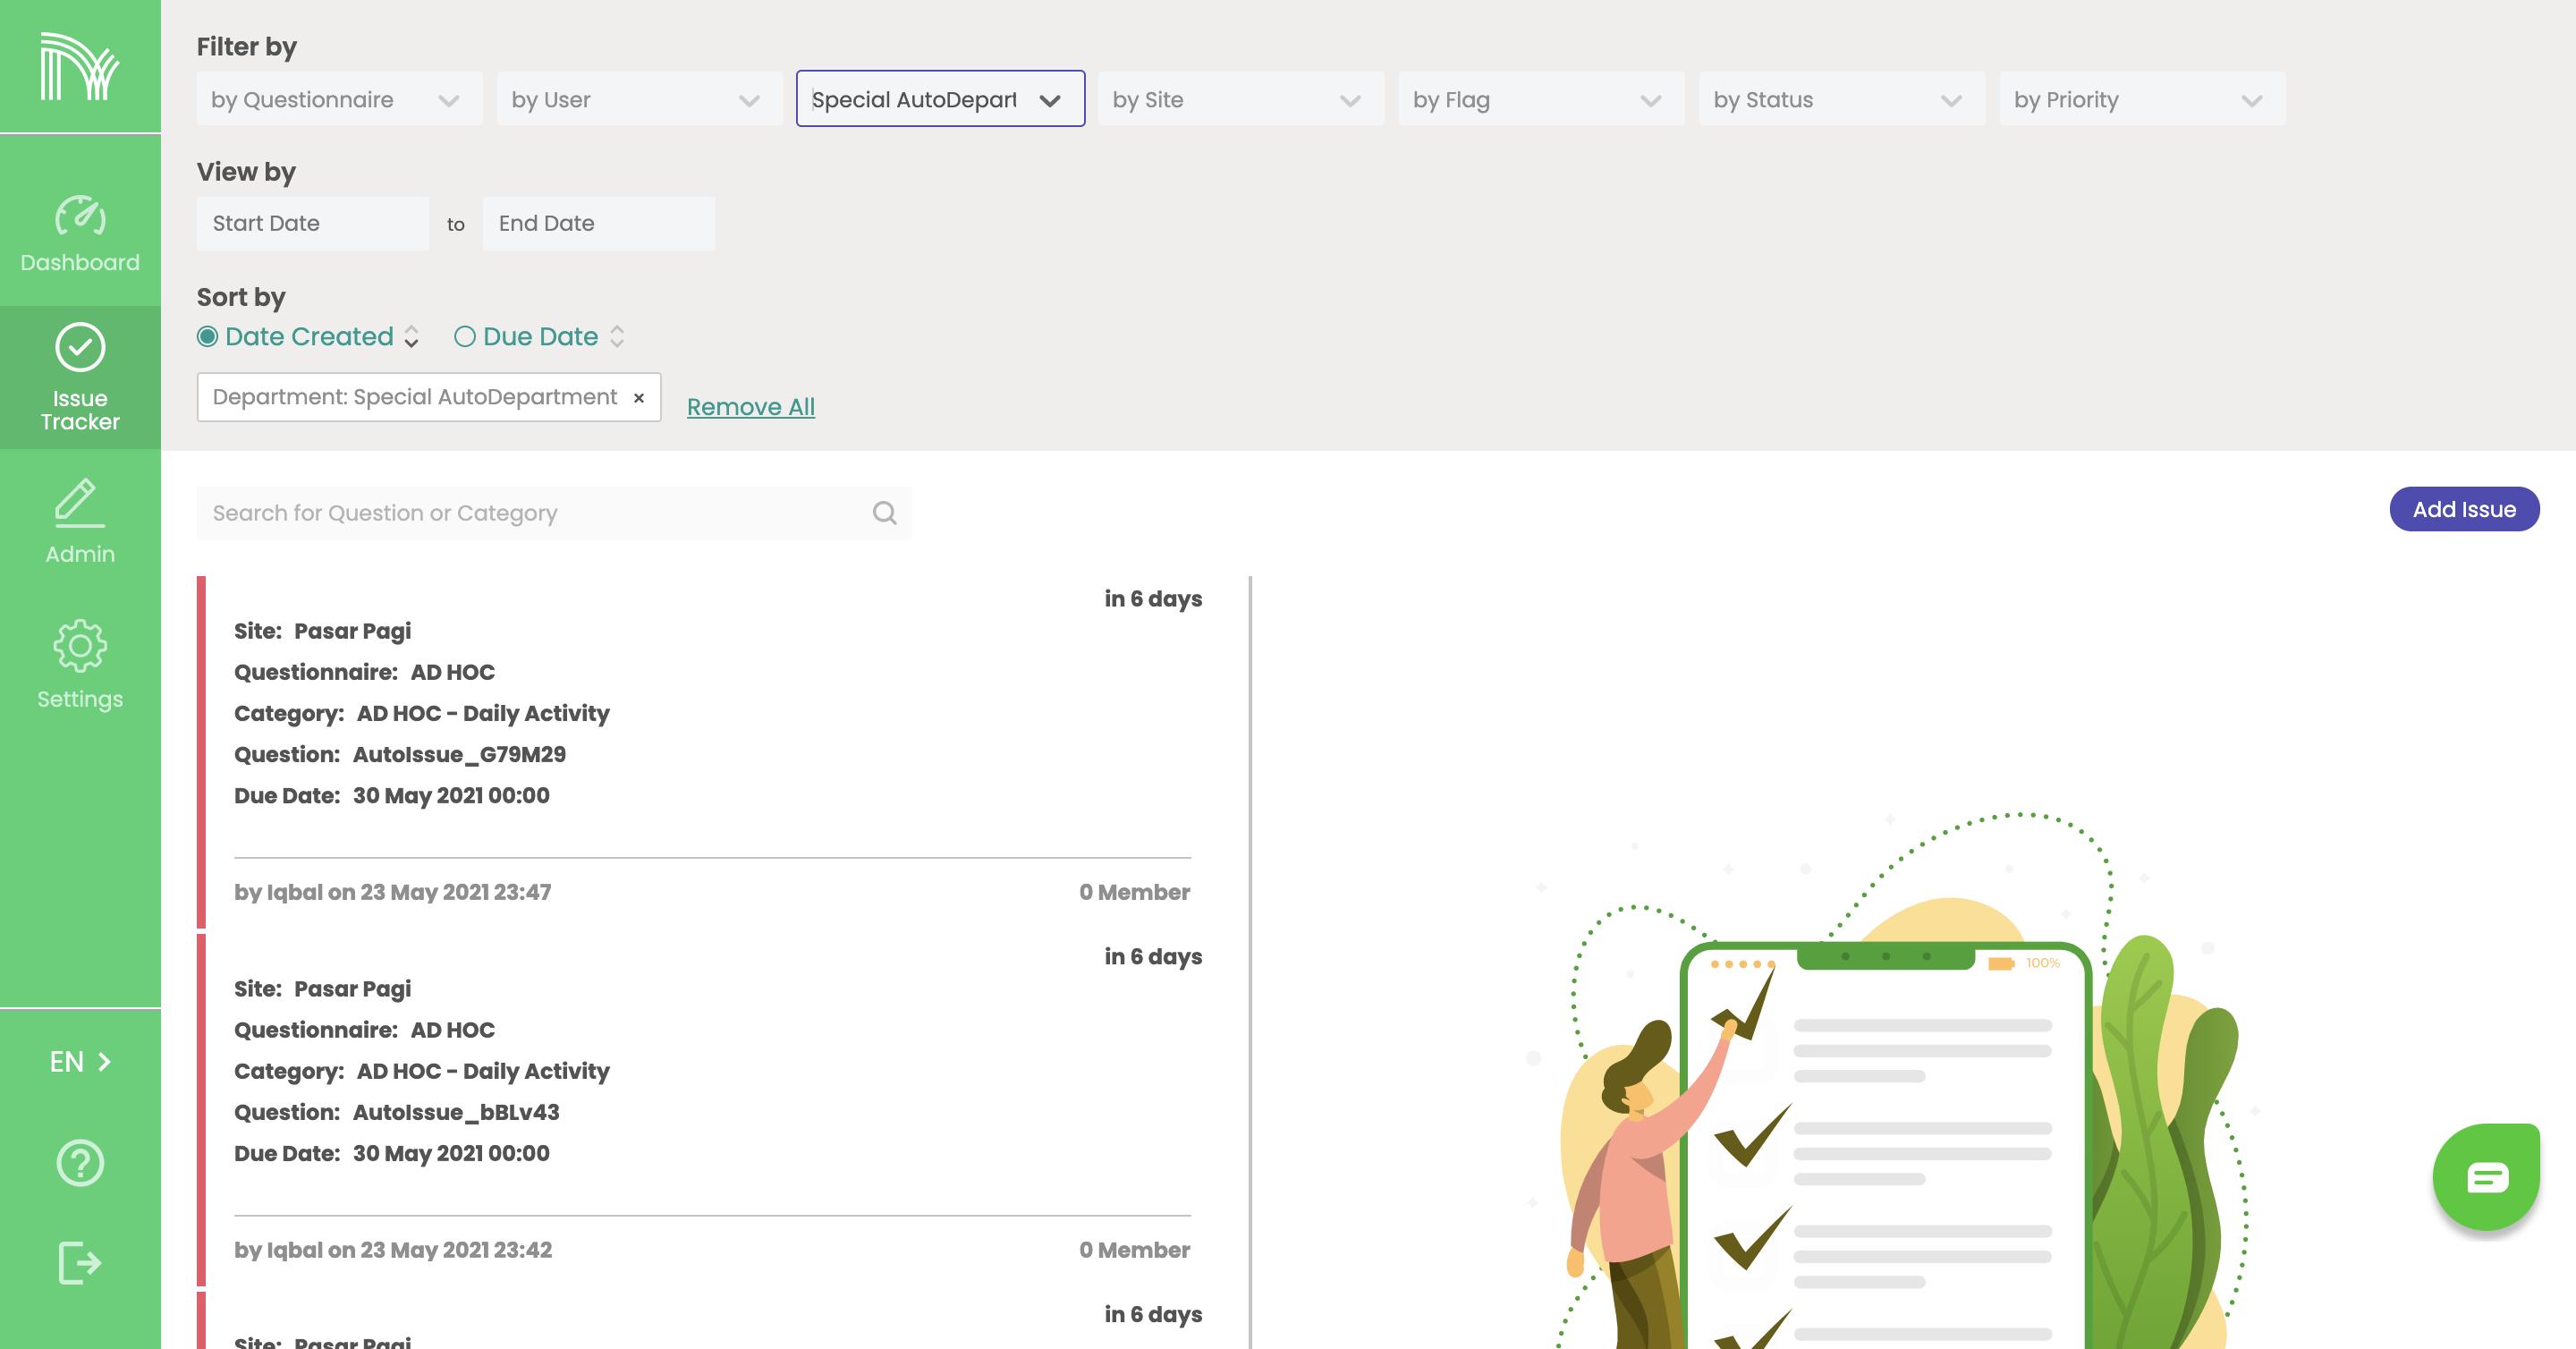 Filter by
by Questionnaire
by User
Special AutoDepart
by Site
by Flag
by Status
by Priority
View by
Start Date
to
End Date
Sort by
Date Created
Due Date
Department: Special AutoDepartment ×
Remove All
Dashboard
Issue
Tracker
Admin
Settings
EN
Search for Question or Category
Add Issue
in 6 days
Site: Pasar Pagi
Questionnaire: AD HOC
Category: AD HOC - Daily Activity
Question: AutoIssue_G79M29
Due Date: 30 May 2021 00:00
by Iqbal on 23 May 2021 23:47
0 Member
in 6 days
Site: Pasar Pagi
Questionnaire: AD HOC
Category: AD HOC - Daily Activity
Question: AutoIssue_bBLv43
Due Date: 30 May 2021 00:00
by Iqbal on 23 May 2021 23:42
0 Member
in 6 days
Site: Pasar Pagi
100%